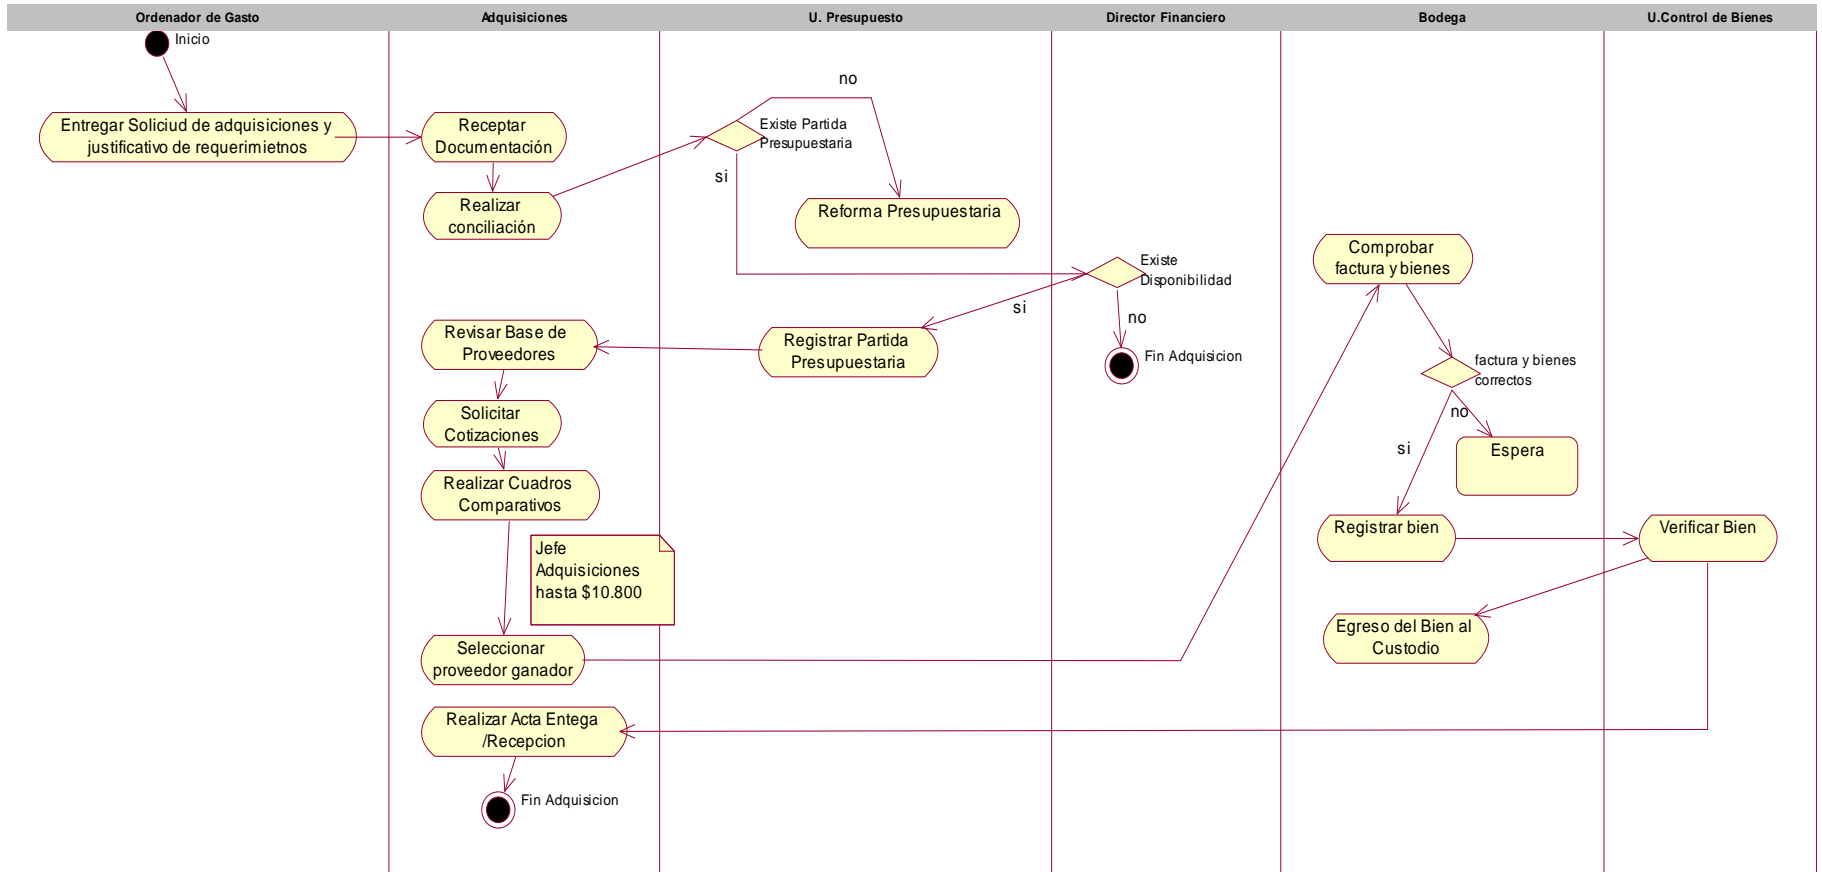 Ordenador de Gasto
Adquisiciones
U. Presupuesto
Director Financiero
Bodega
U.Control de Bienes
Inicio
Entregar Soliciud de adquisiciones y
justificativo de requerimietnos
Receptar
Documentación
Realizar
conciliación
no
Existe Partida
Presupuestaria
si
Reforma Presupuestaria
Existe
Disponibilidad
si
no
Fin Adquisicion
Registrar Partida
Presupuestaria
Revisar Base de
Proveedores
Solicitar
Cotizaciones
Realizar Cuadros
Comparativos
Jefe
Adquisiciones
hasta $10.800
Seleccionar
proveedor ganador
Comprobar
factura y bienes
factura y bienes
correctos
no
si
Espera
Registrar bien
Verificar Bien
Egreso del Bien al
Custodio
Realizar Acta Entega
/Recepcion
Fin Adquisicion